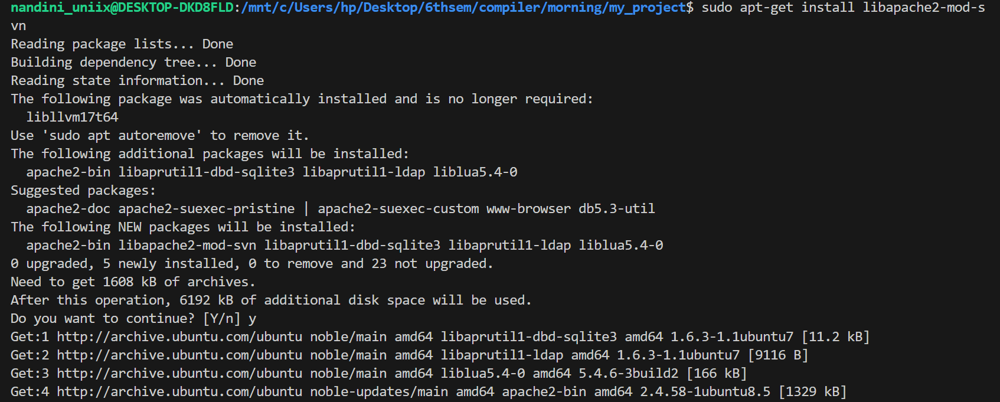 nandini_uniix@DESKTOP-DKD8FLD:/mnt/c/Users/hp/Desktop/6thsem/compiler/morning/my_project$ sudo apt-get install libapache2-mod-s
vn
Reading package lists... Done
Building dependency tree... Done
Reading state information... Done
The following package was automatically installed and is no longer required:
  libllvm17t64
Use 'sudo apt autoremove' to remove it.
The following additional packages will be installed:
  apache2-bin libaprutil1-dbd-sqlite3 libaprutil1-ldap liblua5.4-0
Suggested packages:
  apache2-doc apache2-suexec-pristine | apache2-suexec-custom www-browser db5.3-util
The following NEW packages will be installed:
  apache2-bin libapache2-mod-svn libaprutil1-dbd-sqlite3 libaprutil1-ldap liblua5.4-0
0 upgraded, 5 newly installed, 0 to remove and 23 not upgraded.
Need to get 1608 kB of archives.
After this operation, 6192 kB of additional disk space will be used.
Do you want to continue? [Y/n] y
Get:1 http://archive.ubuntu.com/ubuntu noble/main amd64 libaprutil1-dbd-sqlite3 amd64 1.6.3-1.1ubuntu7 [11.2 kB]
Get:2 http://archive.ubuntu.com/ubuntu noble/main amd64 libaprutil1-ldap amd64 1.6.3-1.1ubuntu7 [9116 B]
Get:3 http://archive.ubuntu.com/ubuntu noble/main amd64 liblua5.4-0 amd64 5.4.6-3build2 [166 kB]
Get:4 http://archive.ubuntu.com/ubuntu noble-updates/main amd64 apache2-bin amd64 2.4.58-1ubuntu8.5 [1329 kB]